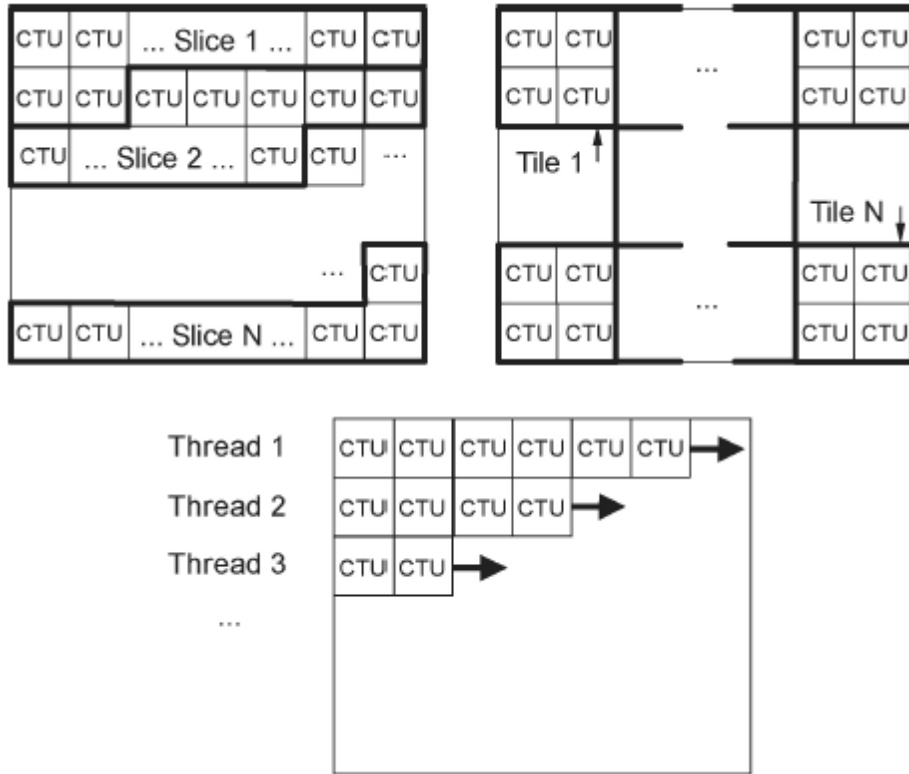 CTU CTU ... Slice 1 ... CTU CTU
CTU CTU CTU CTU CTU CTU CTU
CTU ... Slice 2 ... CTU CTU ...
... CTU
CTU CTU ... Slice N ... CTU CTU
CTU CTU ... CTU CTU
CTU CTU CTU CTU
Tile 1
Tile N
CTU CTU CTU CTU
CTU CTU ... CTU CTU
Thread 1 CTU CTU CTU CTU CTU CTU
Thread 2 CTU CTU CTU CTU
Thread 3 CTU CTU
...